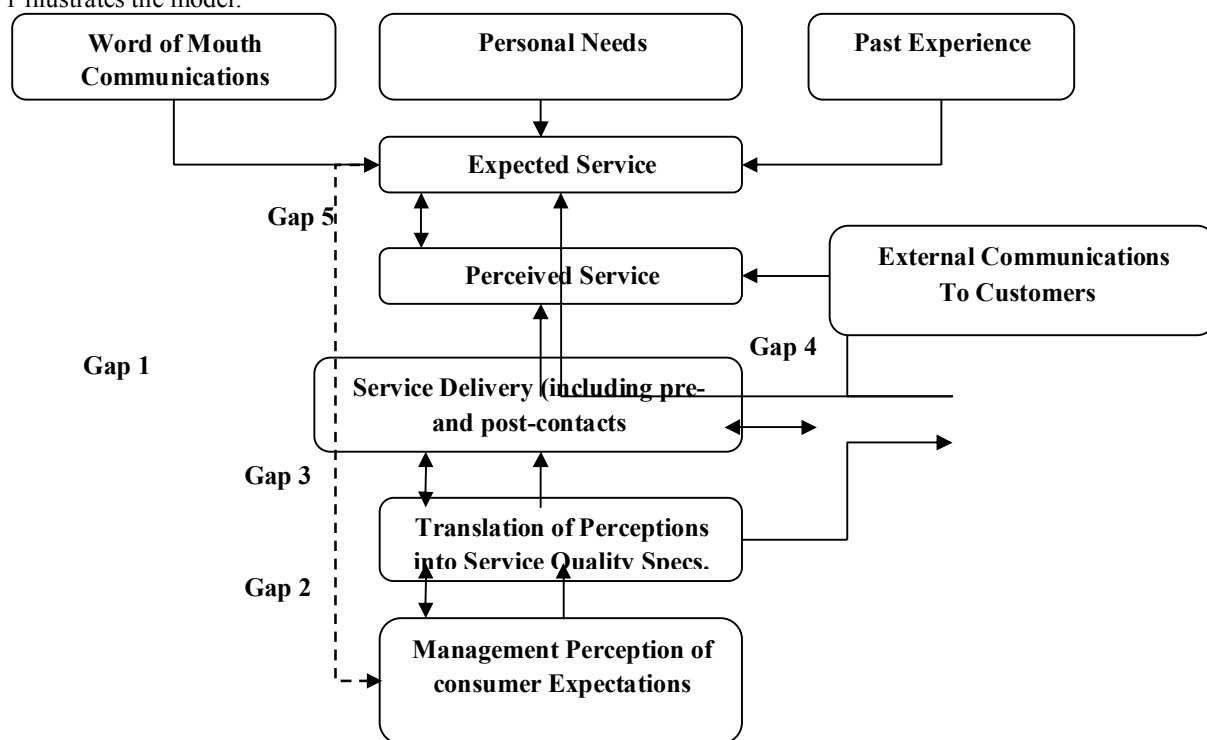 1 illustrates the model.
Word of Mouth
Communications
Personal Needs
Past Experience
Expected Service
Gap 5
Perceived Service
External Communications
To Customers
Gap 4
Gap 1
Service Delivery (including pre-
and post-contacts
Gap 3
Translation of Perceptions
into Service Quality Specs.
Gap 2
Management Perception of
consumer Expectations